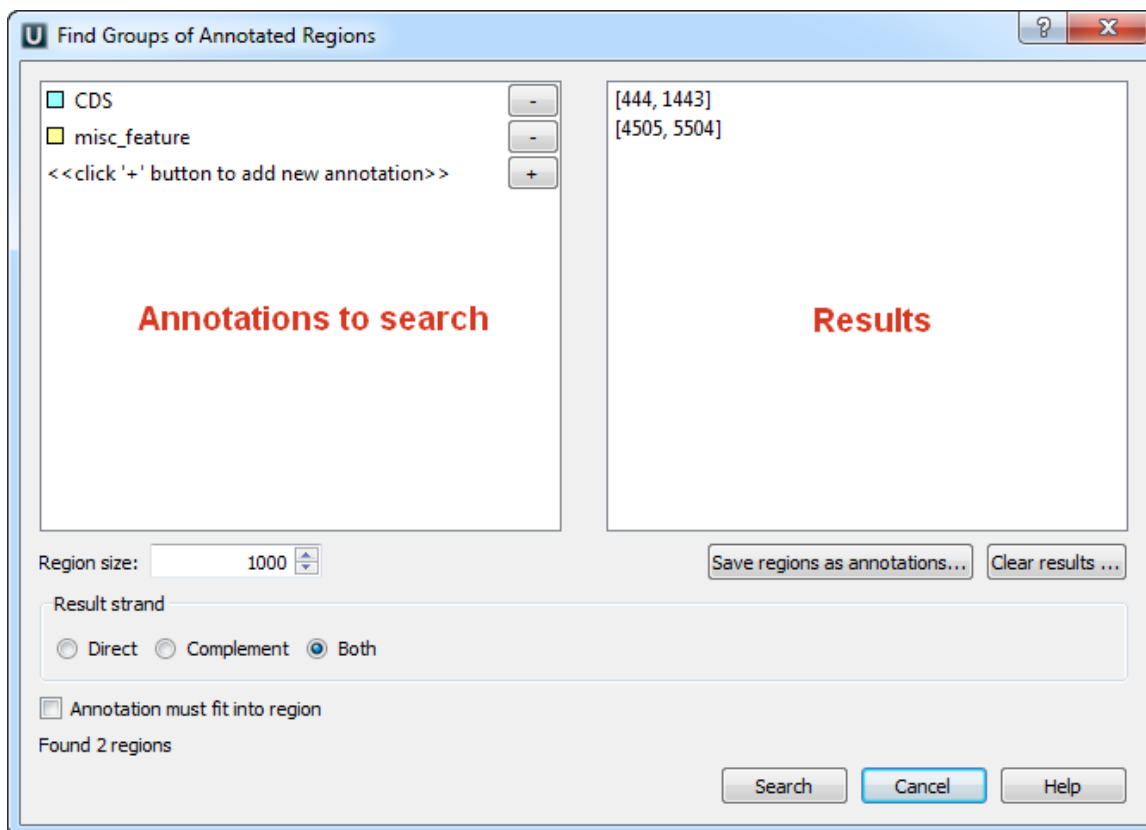 Find Groups of Annotated Regions
CDS -
misc_feature -
<<click '+' button to add new annotation>> +
Annotations to search
[444, 1443]
[4505, 5504]
Results
Region size: 1000
Save regions as annotations... Clear results ...
Result strand
Direct Complement Both
Annotation must fit into region
Found 2 regions
Search Cancel Help